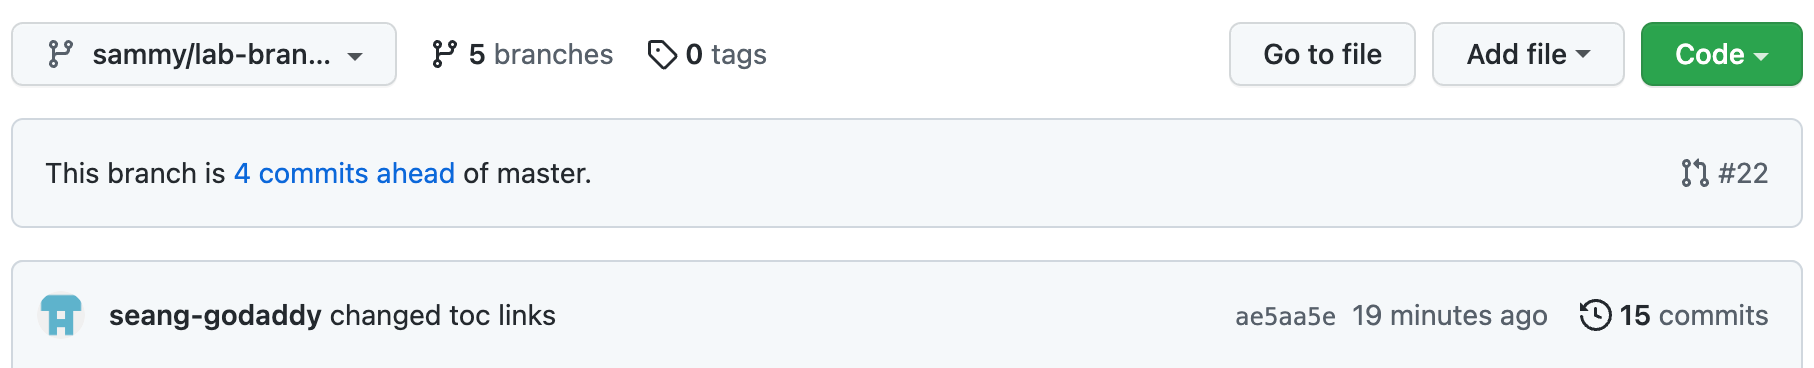 sammy/lab-bran... 5 branches 0 tags Go to file Add file Code
This branch is 4 commits ahead of master. #22
seang-godaddy changed toc links ae5aa5e 19 minutes ago 15 commits